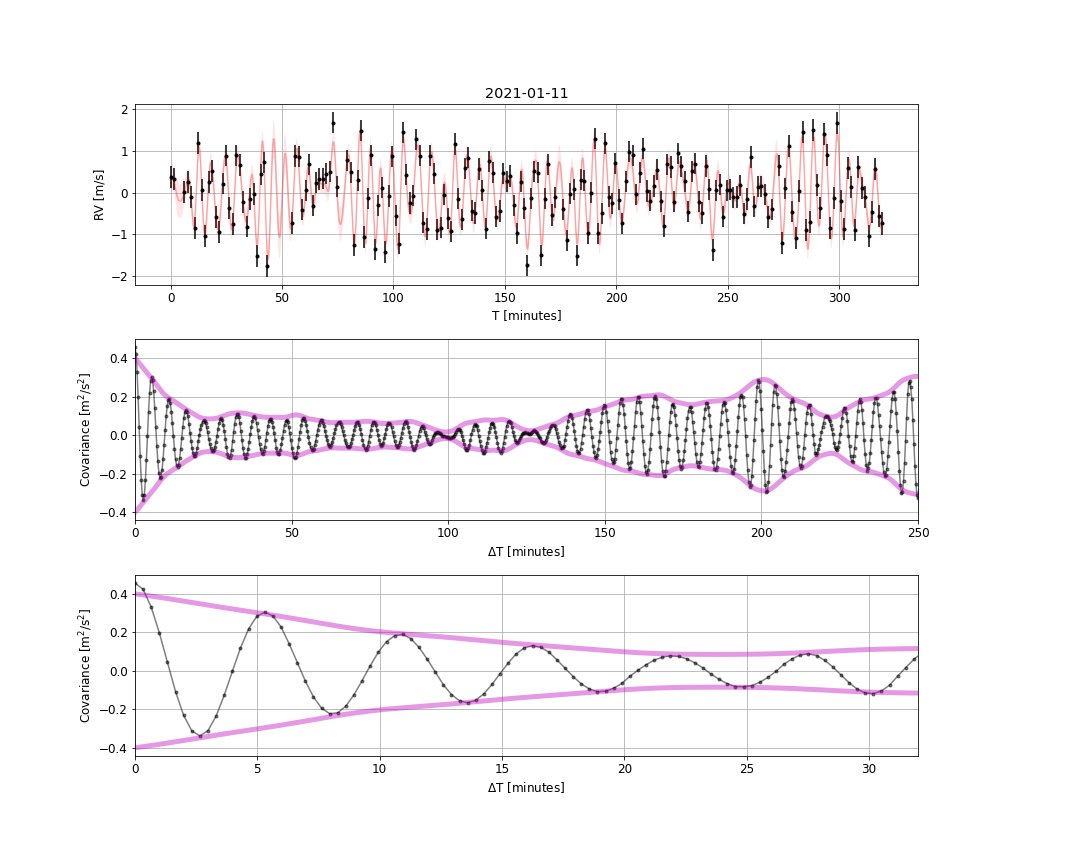 2021-01-11
RV [m/s]
2
1
0
−1
−2
0 50 100 150 200 250 300
T [minutes]
Covariance [m²/s²]
0.4
0.2
0.0
−0.2
−0.4
0 50 100 150 200 250
ΔT [minutes]
Covariance [m²/s²]
0.4
0.2
0.0
−0.2
−0.4
0 5 10 15 20 25 30
ΔT [minutes]